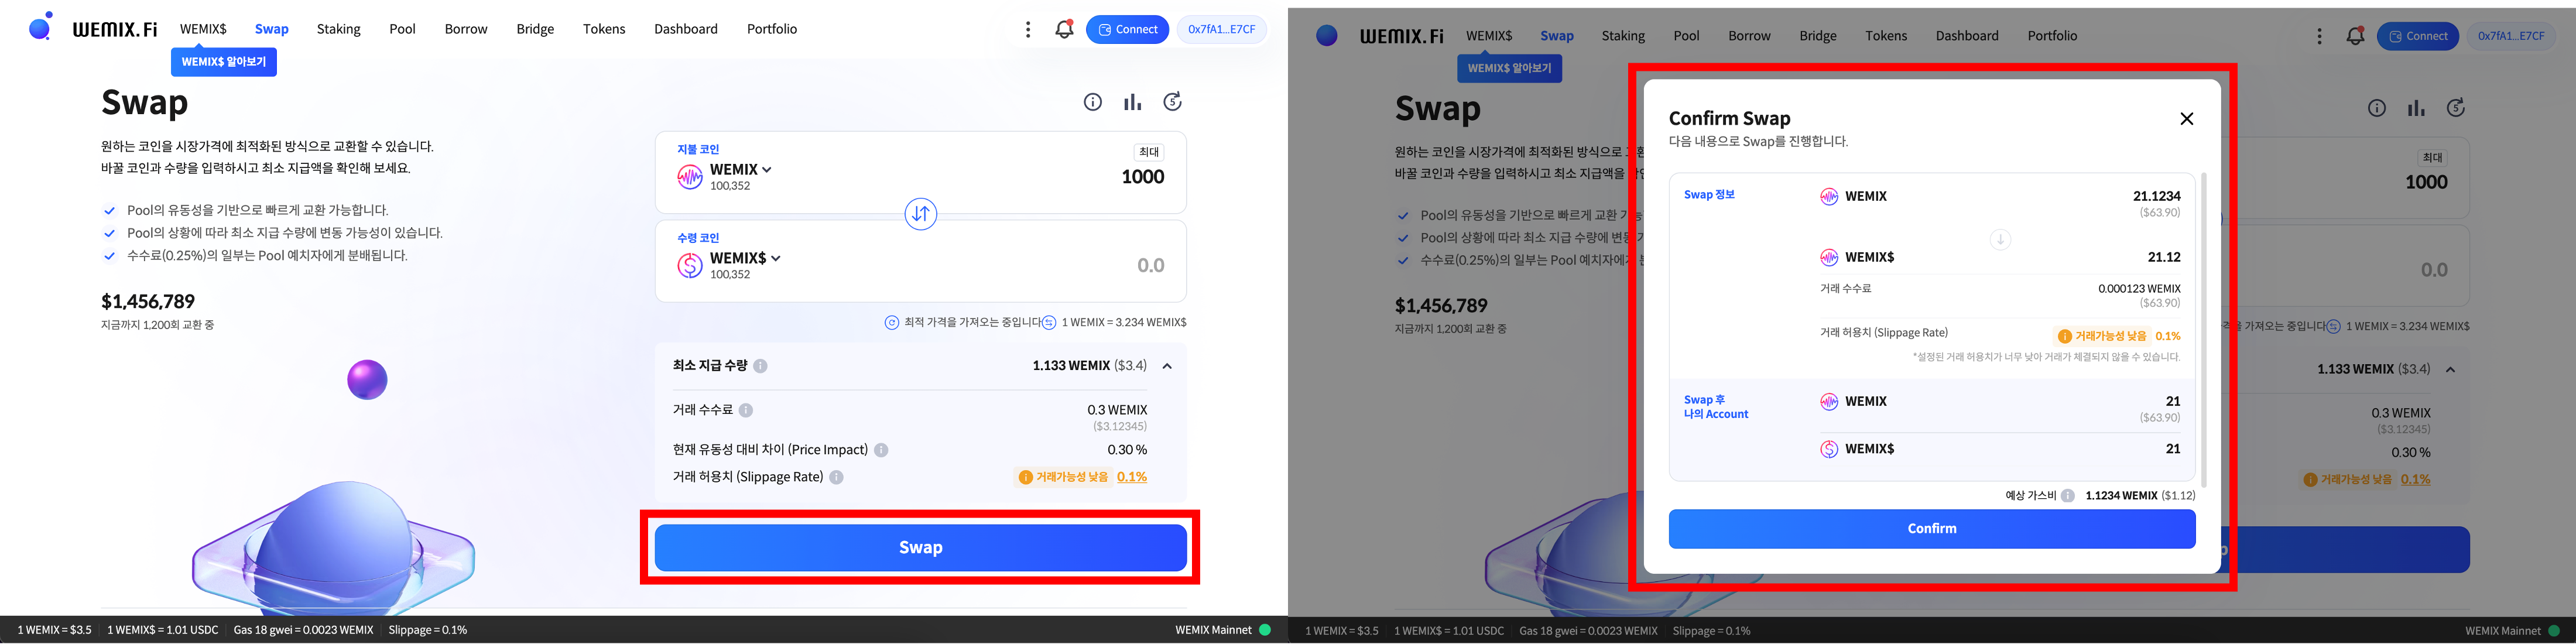 WEMIX.Fi WEMIX$ Swap Staking Pool Borrow Bridge Tokens Dashboard Portfolio Connect 0x7fA1...E7CF
WEMIX$ 알아보기
Swap
원하는 코인을 시장가격에 최적화된 방식으로 교환할 수 있습니다.
바꿀 코인과 수량을 입력하시고 최소 지급액을 확인해 보세요.
Pool의 유동성을 기반으로 빠르게 교환 가능합니다.
Pool의 상황에 따라 최소 지급 수량에 변동 가능성이 있습니다.
수수료(0.25%)의 일부는 Pool 예치자에게 분배됩니다.
$1,456,789
지금까지 1,200회 교환 중
5
지불 코인
최대
WEMIX
1000
100,352
수령 코인
WEMIX$
0.0
100,352
최적 가격을 가져오는 중입니다 1 WEMIX = 3.234 WEMIX$
최소 지급 수량 1.133 WEMIX ($3.4)
거래 수수료 0.3 WEMIX
($3.12345)
현재 유동성 대비 차이 (Price Impact) 0.30 %
거래 허용치 (Slippage Rate) 거래가능성 낮음 0.1%
Swap
1 WEMIX = $3.5 1 WEMIX$ = 1.01 USDC Gas 18 gwei = 0.0023 WEMIX Slippage = 0.1% WEMIX Mainnet
WEMIX.Fi WEMIX$ Swap Staking Pool Borrow Bridge Tokens Dashboard Portfolio Connect 0x7fA1...E7CF
WEMIX$ 알아보기
Swap
원하는 코인을 시장가격에 최적화된 방식으로
바꿀 코인과 수량을 입력하시고 최소 지급액을
Pool의 유동성을 기반으로 빠르게 교환
Pool의 상황에 따라 최소 지급 수량에 변동
수수료(0.25%)의 일부는 Pool 예치자에게
$1,456,789
지금까지 1,200회 교환 중
5
최대
1000
0.0
가져오는 중입니다 1 WEMIX = 3.234 WEMIX$
1.133 WEMIX ($3.4)
0.3 WEMIX
($3.12345)
0.30 %
거래가능성 낮음 0.1%
Confirm Swap
다음 내용으로 Swap를 진행합니다.
Swap 정보
WEMIX 21.1234
($63.90)
WEMIX$ 21.12
거래 수수료 0.000123 WEMIX
($63.90)
거래 허용치 (Slippage Rate) 거래가능성 낮음 0.1%
*설정된 거래 허용치가 너무 낮아 거래가 체결되지 않을 수 있습니다.
Swap 후
나의 Account
WEMIX 21
($63.90)
WEMIX$ 21
예상 가스비 1.1234 WEMIX ($1.12)
Confirm
1 WEMIX = $3.5 1 WEMIX$ = 1.01 USDC Gas 18 gwei = 0.0023 WEMIX Slippage = 0.1% WEMIX Mainnet